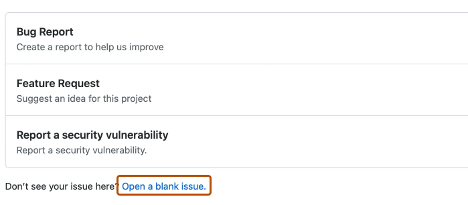 Bug Report
Create a report to help us improve
Feature Request
Suggest an idea for this project
Report a security vulnerability
Report a security vulnerability.
Don't see your issue here? Open a blank issue.